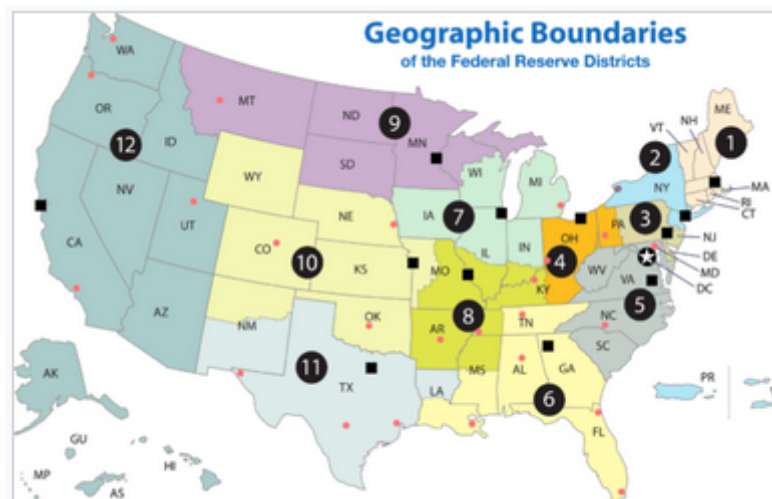 Geographic Boundaries
of the Federal Reserve Districts
WA
OR
ID
12
NV
CA
UT
AZ
MT
ND
9
MN
SD
WY
NE
CO
10
KS
NM
OK
WI
MI
IA
7
IL
IN
MO
OH
4
PA
KY
8
AR
TN
MS
11
TX
LA
AL
GA
6
FL
ME
NH
VT
1
2
NY
MA
RI
CT
3
NJ
DE
MD
DC
WV
VA
5
NC
SC
PR
AK
GU
HI
MP
AS